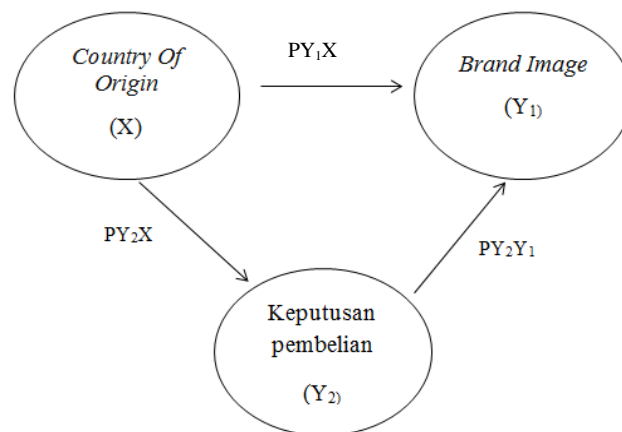 Country Of
Origin
(X)
PY₁X
Brand Image
(Y₁)
PY₂X
PY₂Y₁
Keputusan
pembelian
(Y₂)